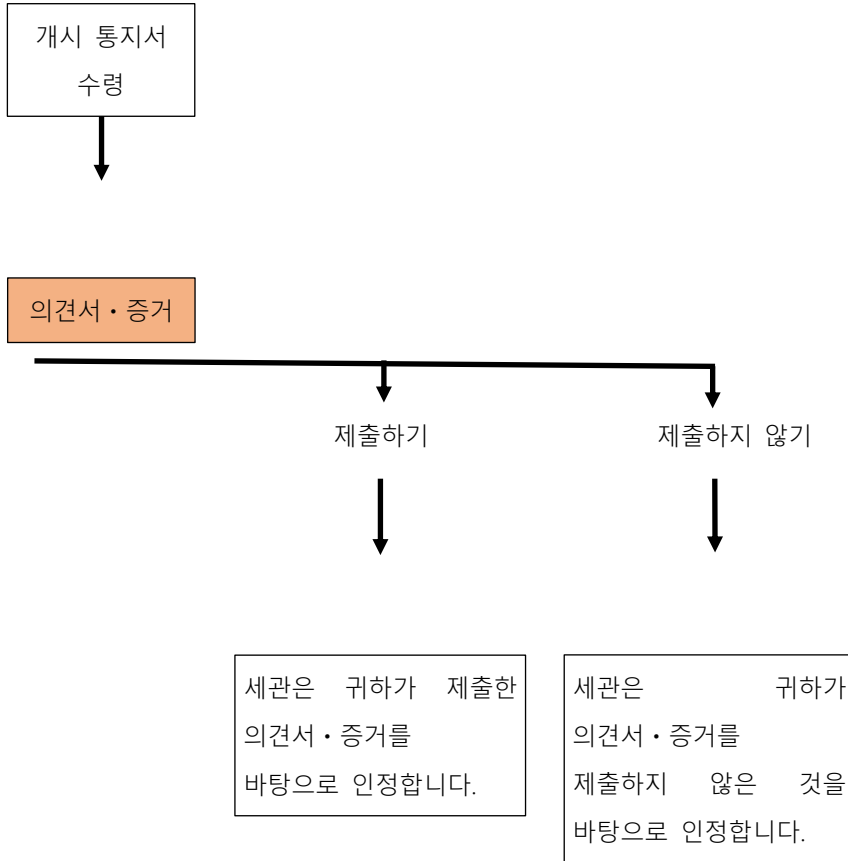 개시 통지서
수령
의견서・증거
제출하기
제출하지 않기
세관은 귀하가 제출한
의견서・증거를
바탕으로 인정합니다.
세관은 귀하가
의견서・증거를
제출하지 않은 것을
바탕으로 인정합니다.